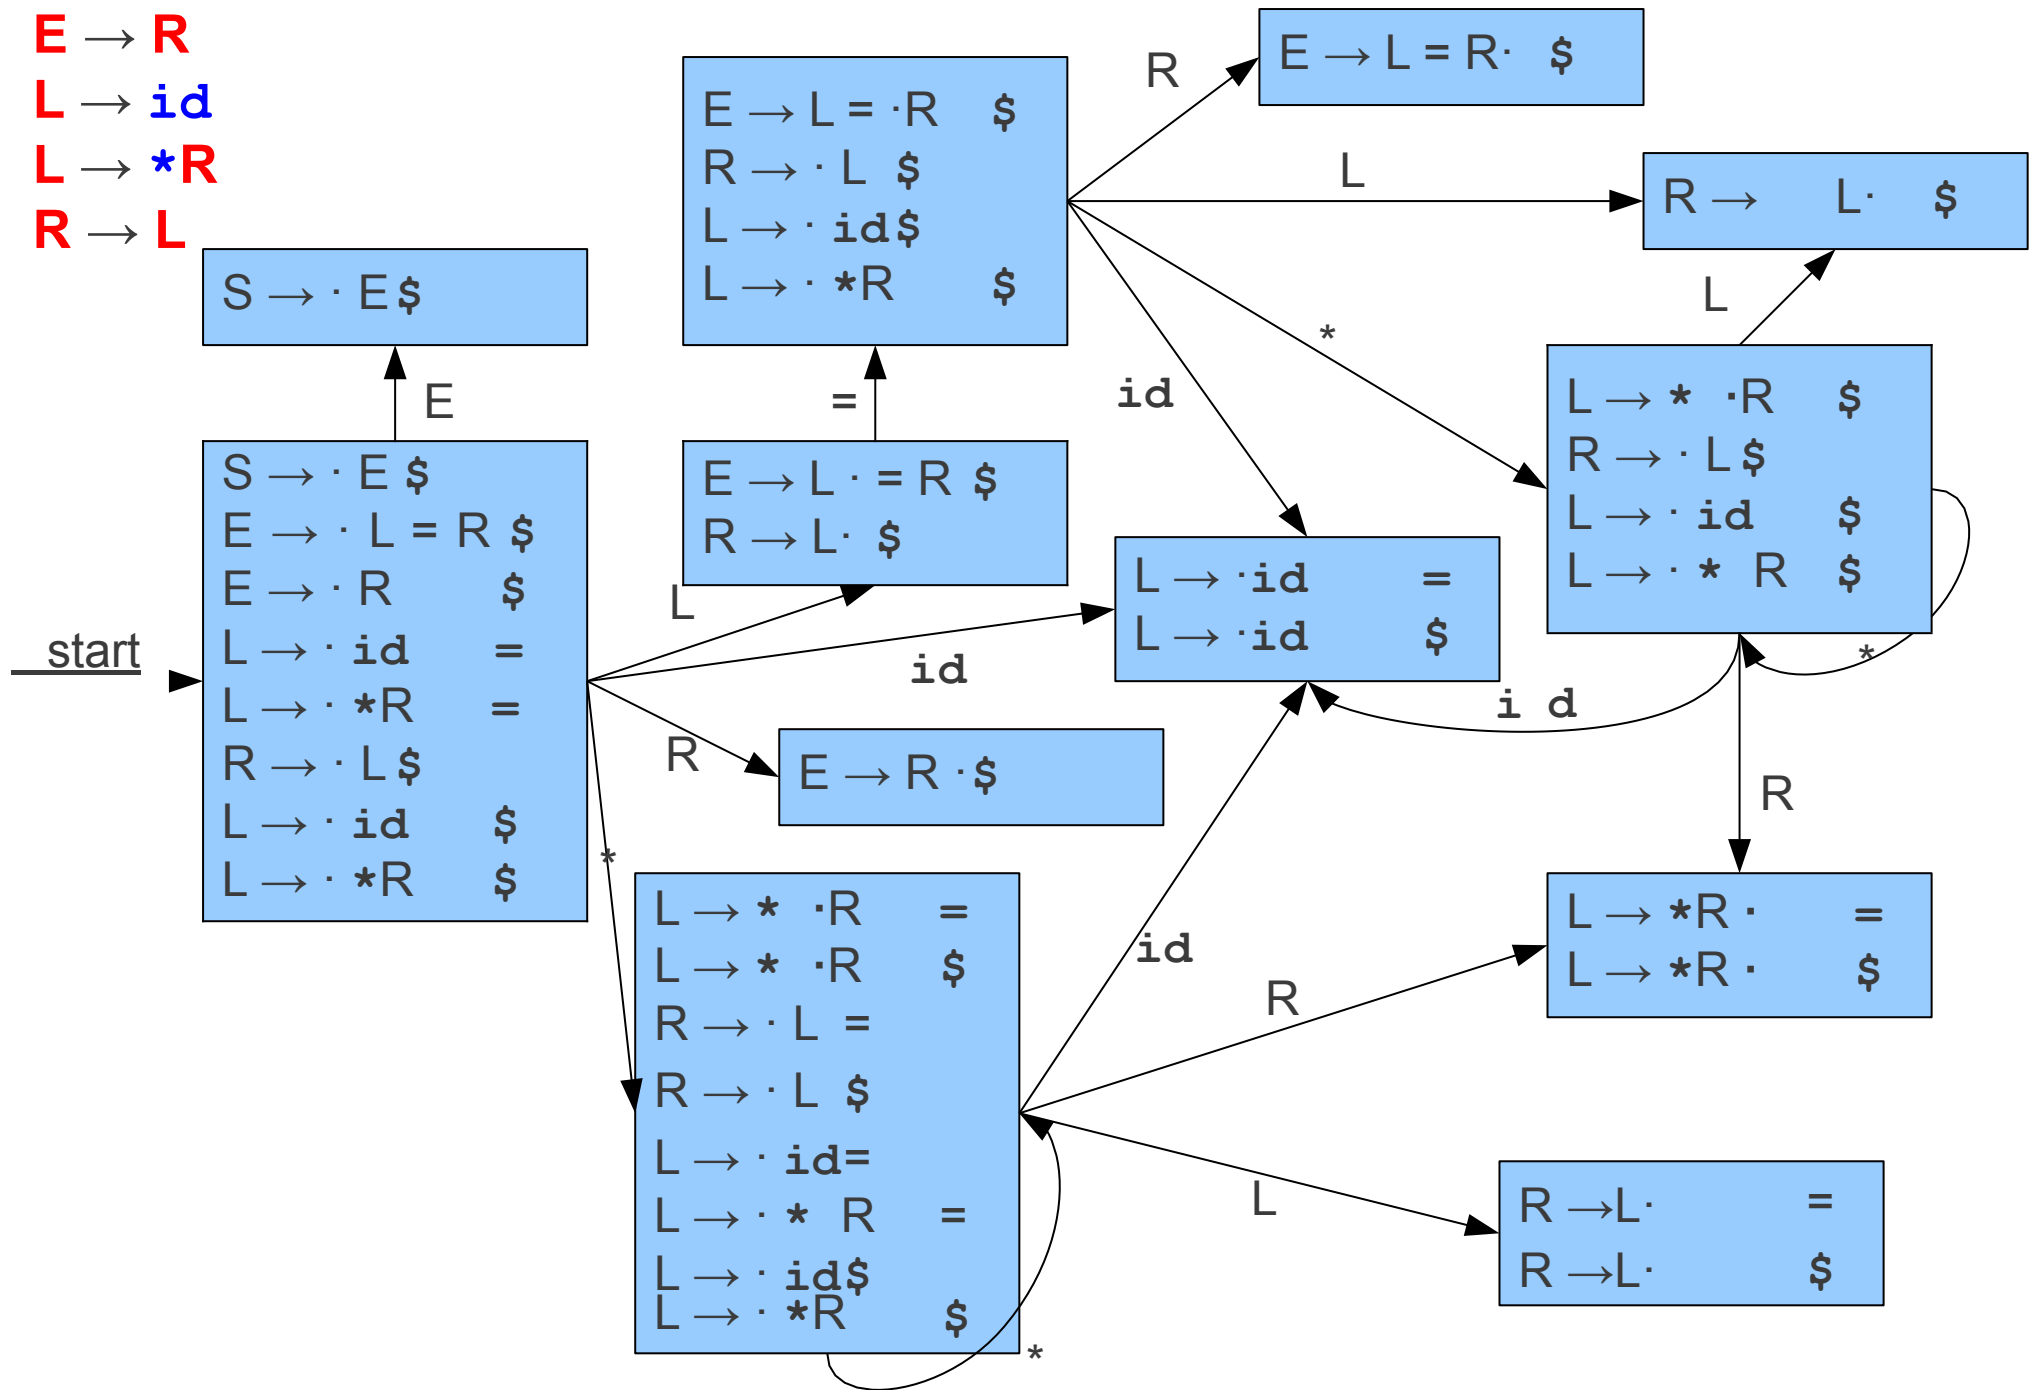 E → R
L → id
L → *R
R → L
S → · E $
E
start
S → · E $
E → · L = R $
E → · R $
L → · id =
L → · *R =
R → · L $
L → · id $
L → · *R $
E → L = ·R $
R → · L $
L → · id $
L → · *R $
=
E → L · = R $
R → L· $
L
id
R
*
E → R · $
R
E → L = R· $
L
R → L· $
*
id
L
L → * ·R $
R → · L $
L → · id $
L → · * R $
*
L → ·id =
L → ·id $
i d
R
L → * ·R =
L → * ·R $
R → · L =
R → · L $
L → · id =
L → · * R =
L → · id $
L → · *R $
*
id
R
L
L → *R · =
L → *R · $
R → L· =
R → L· $